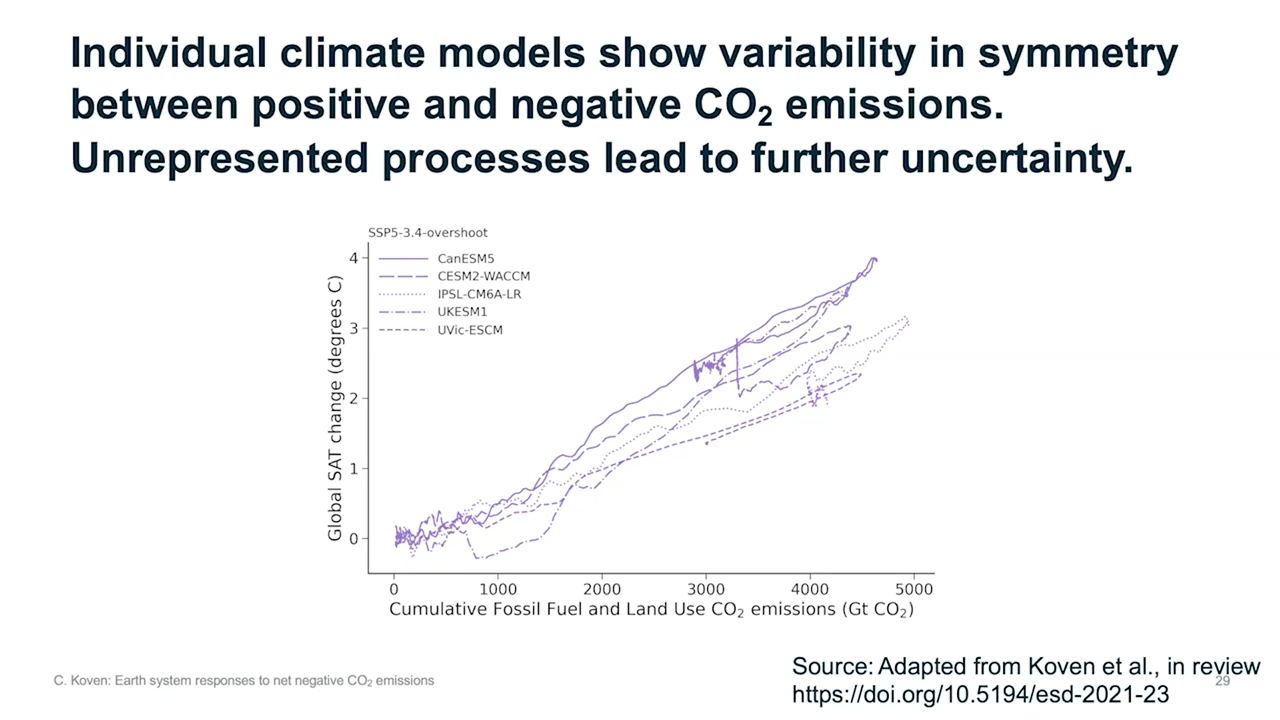 Individual climate models show variability in symmetry
between positive and negative CO₂ emissions.
Unrepresented processes lead to further uncertainty.
SSP5-3.4-overshoot
CanESM5
CESM2-WACCM
IPSL-CM6A-LR
UKESM1
UVic-ESCM
Global SAT change (degrees C)
4
3
2
1
0
0 1000 2000 3000 4000 5000
Cumulative Fossil Fuel and Land Use CO₂ emissions (Gt CO₂)
C. Koven: Earth system responses to net negative CO₂ emissions
Source: Adapted from Koven et al., in review
https://doi.org/10.5194/esd-2021-23
29